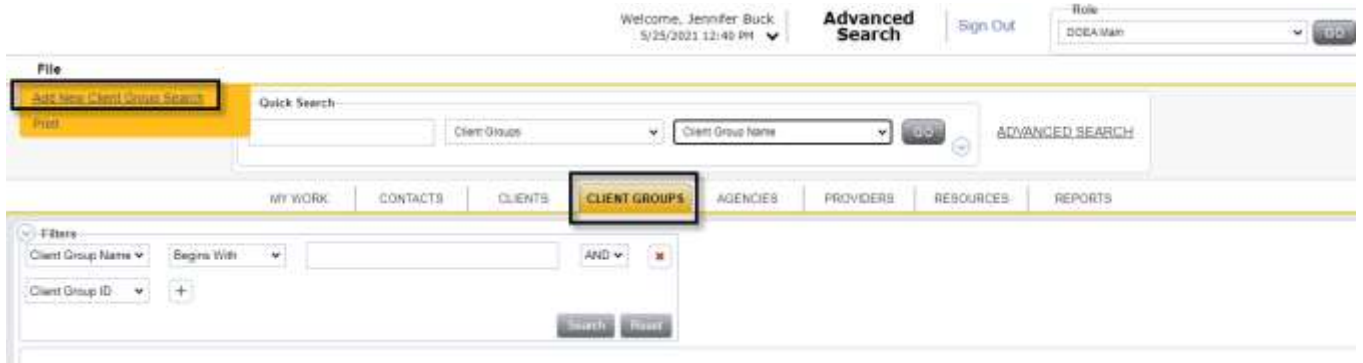 Welcome, Jennifer Buck
5/25/2021 12:40 PM
Advanced Search
Sign Out
Role
DOEA Main
GO
File
Add New Client Group Search
Print
Quick Search
Client Groups
Client Group Name
GO
ADVANCED SEARCH
MY WORK
CONTACTS
CLIENTS
CLIENT GROUPS
AGENCIES
PROVIDERS
RESOURCES
REPORTS
Filters
Client Group Name
Begins With
AND
Client Group ID
+
Search
Reset